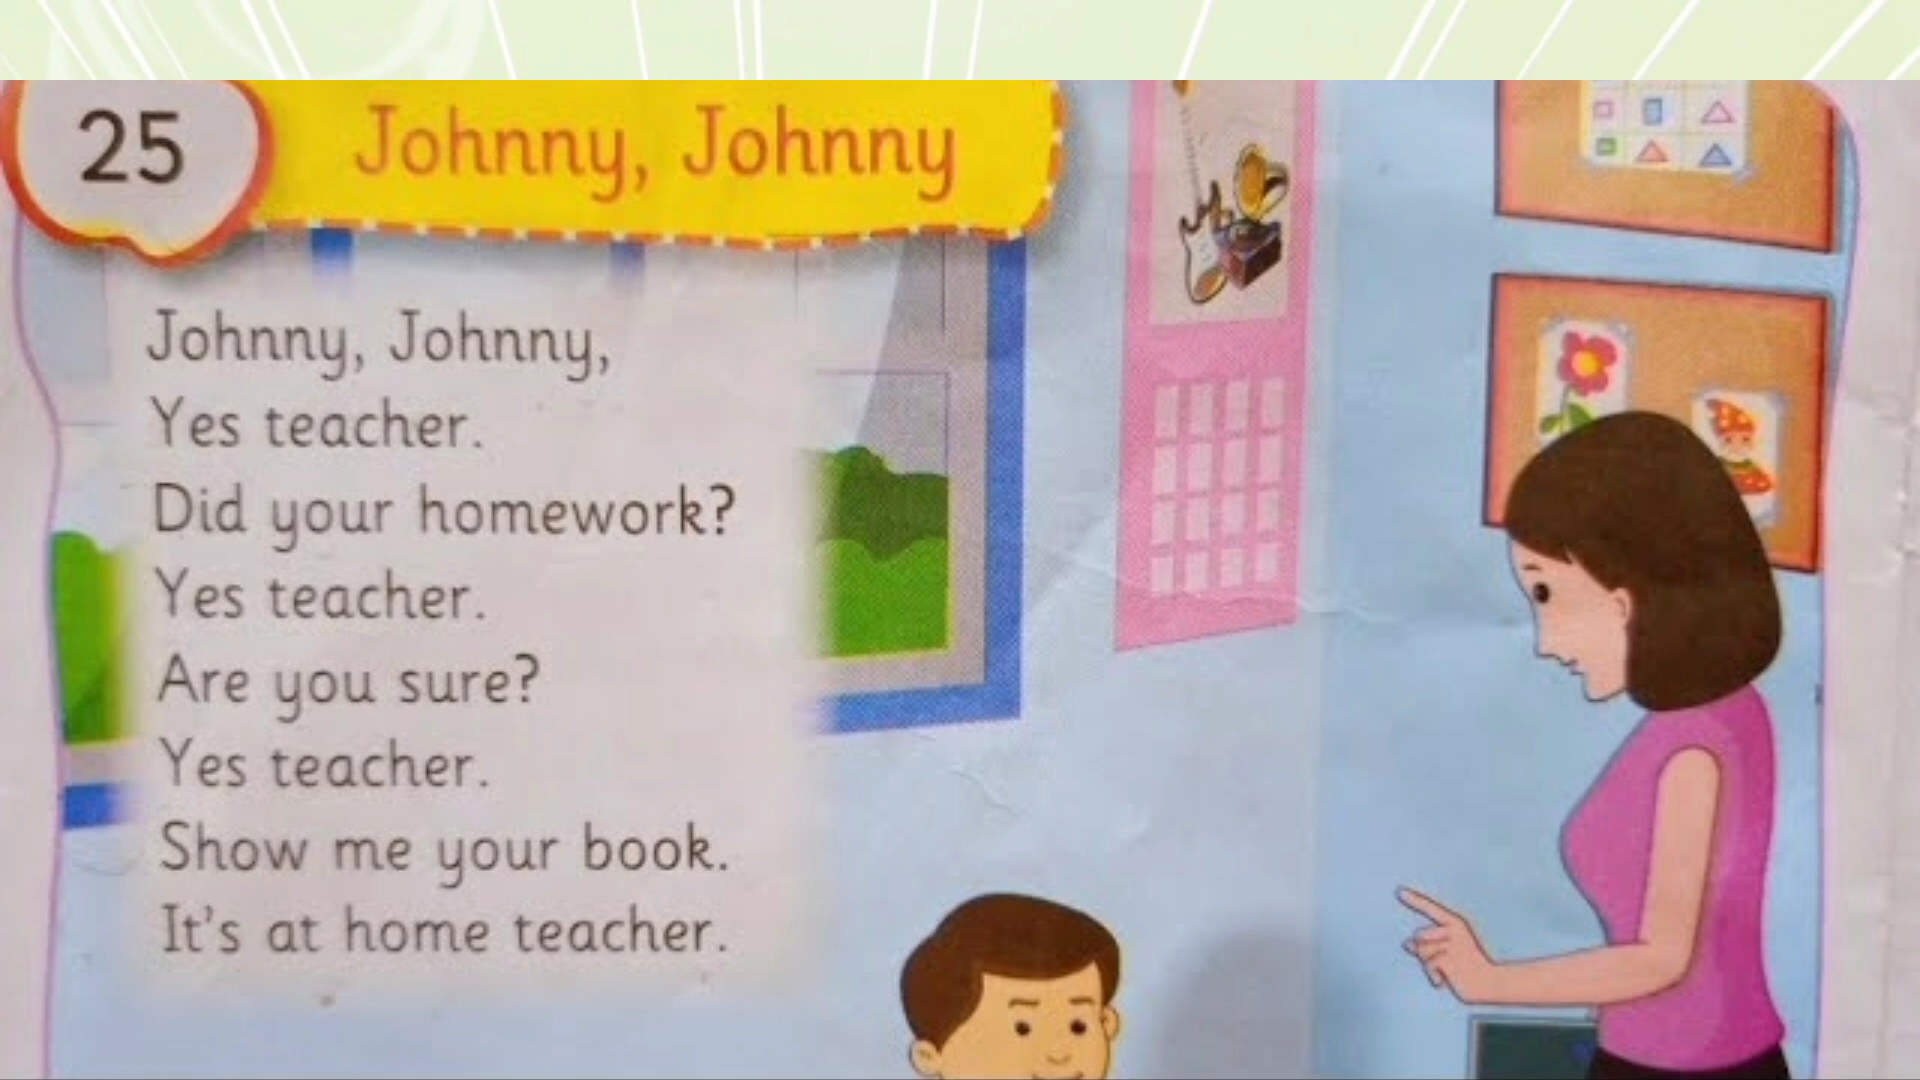 25
Johnny, Johnny
Johnny, Johnny,
Yes teacher.
Did your homework?
Yes teacher.
Are you sure?
Yes teacher.
Show me your book.
It's at home teacher.